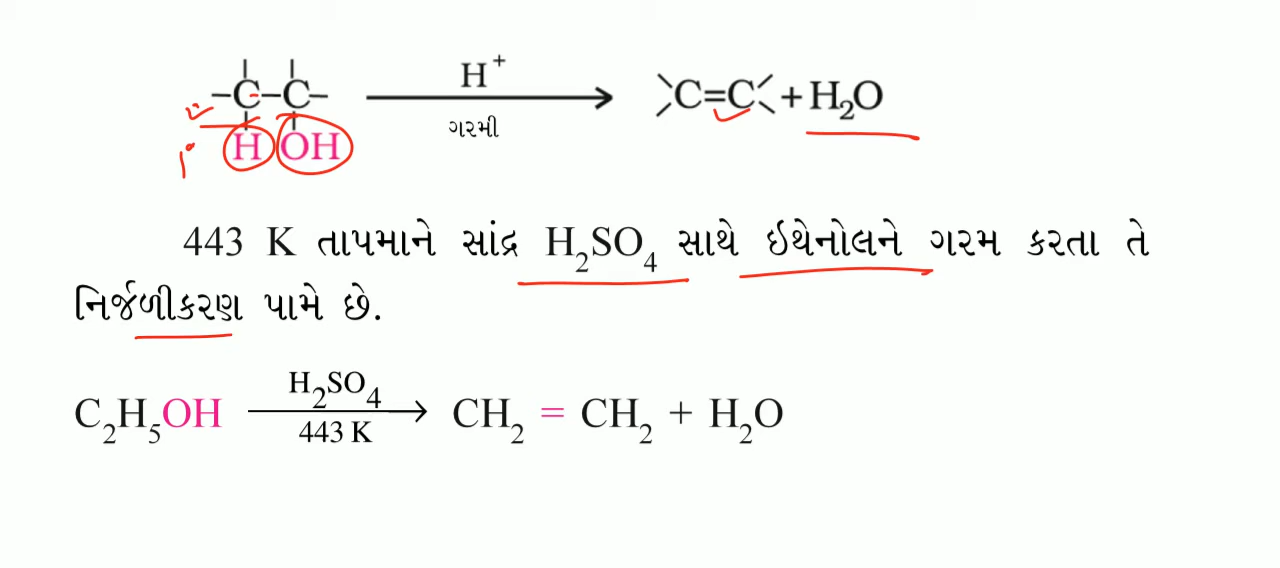 –C–C– H⁺ >C=C< + H₂O
ગરમી
H OH
443 K તાપમાને સાંદ્ર H₂SO₄ સાથે ઈથેનોલને ગરમ કરતા તે
નિર્જળીકરણ પામે છે.
H₂SO₄
C₂H₅OH ⟶ CH₂ = CH₂ + H₂O
443 K